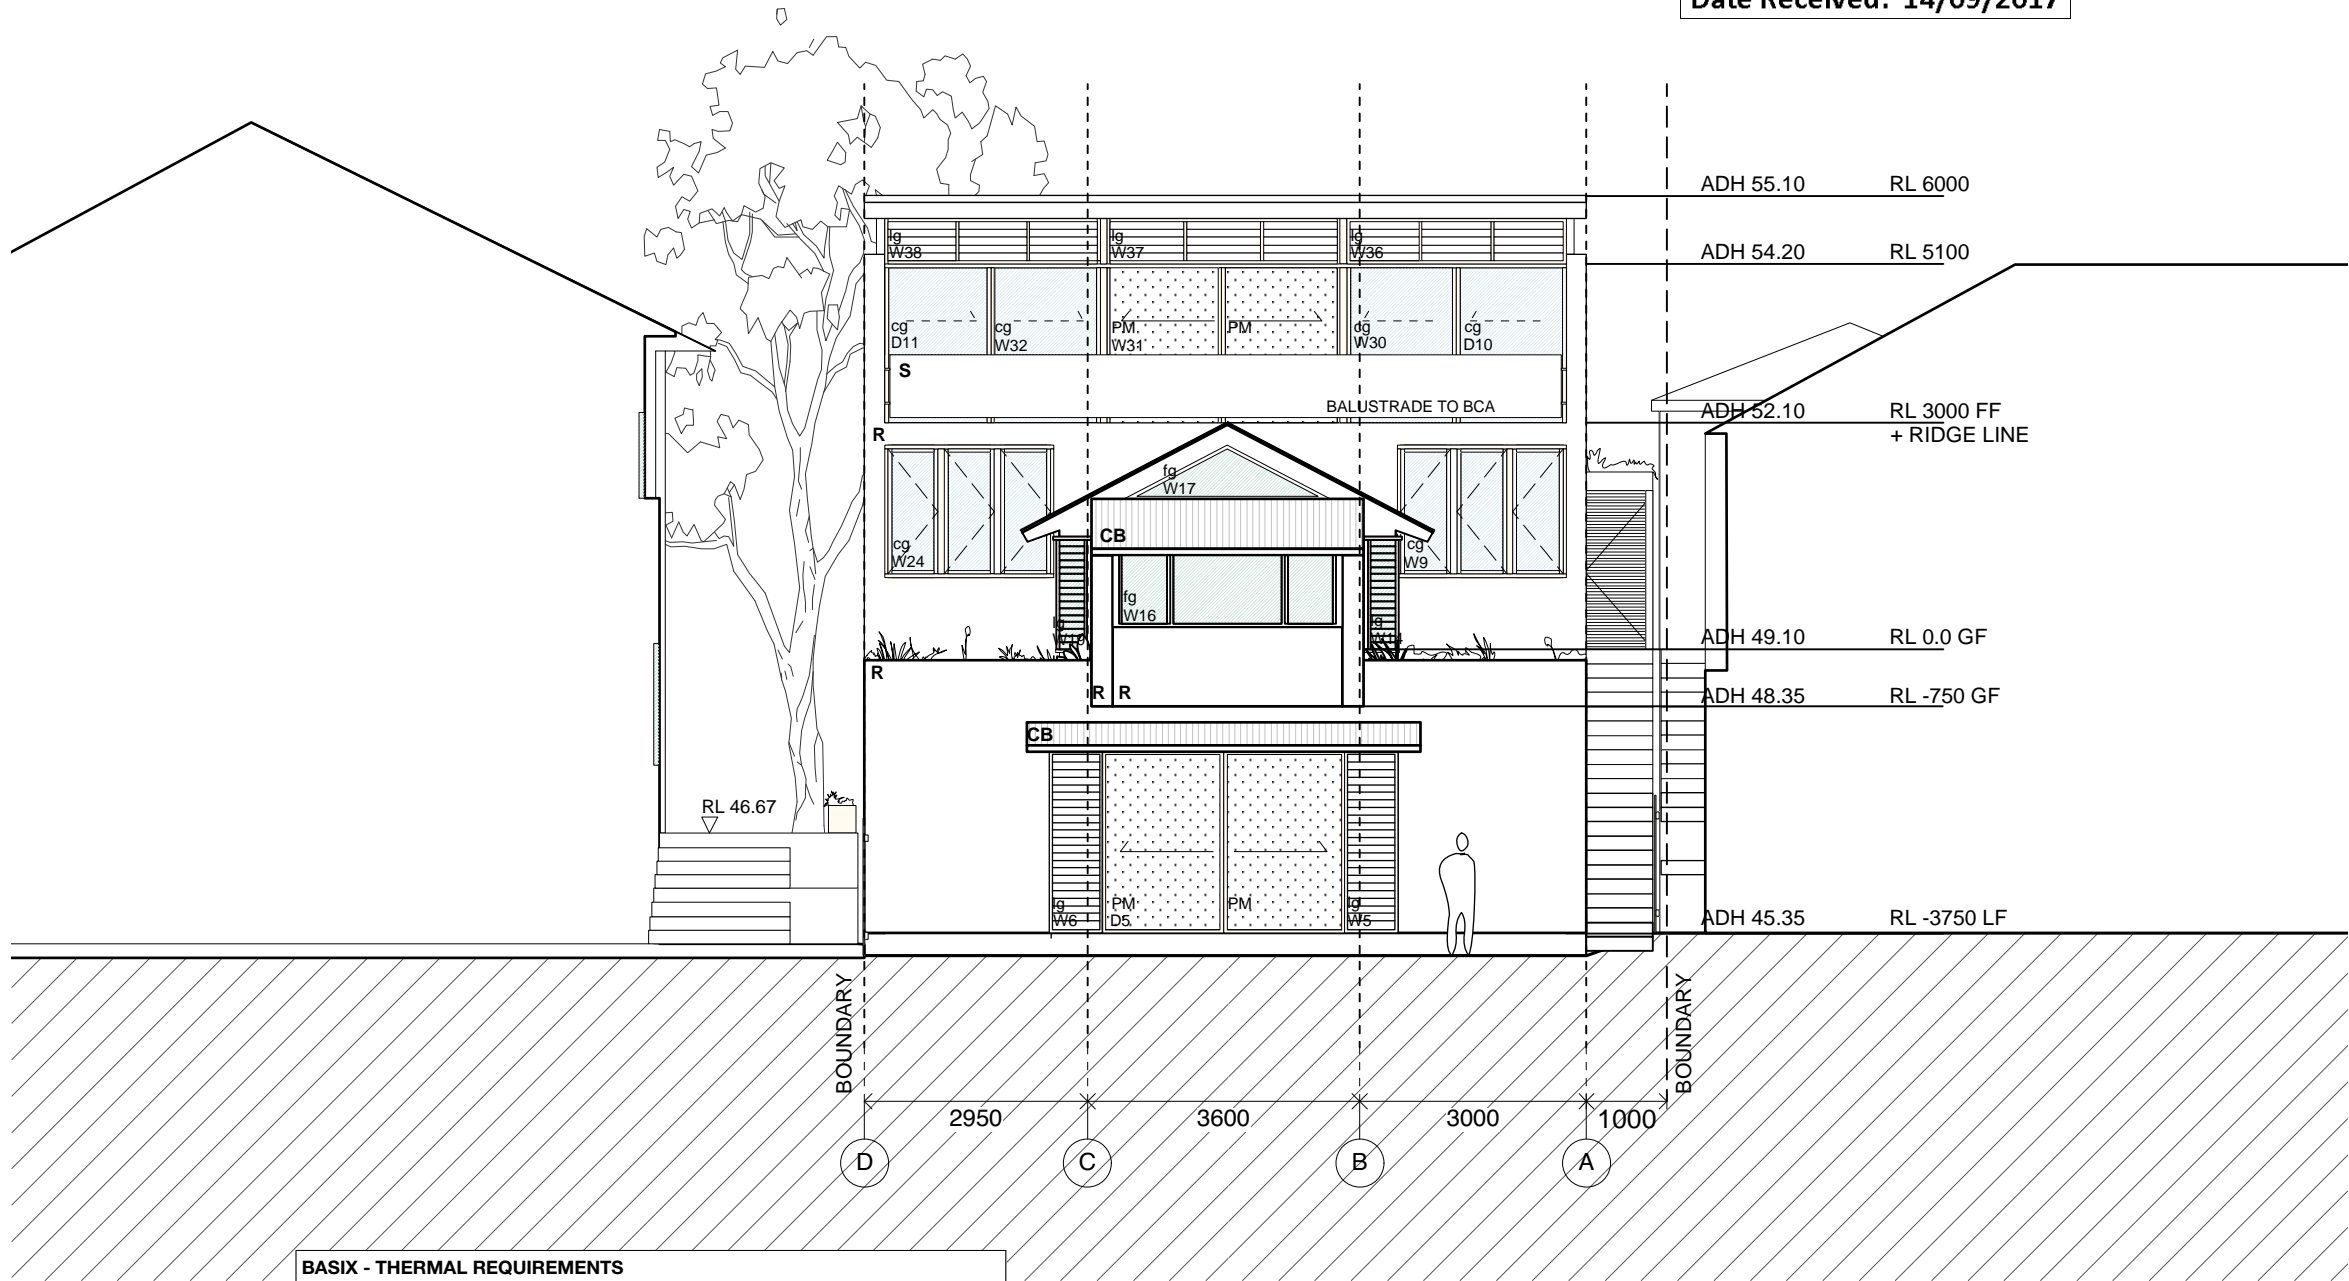 Date Received: 14/09/2017
ADH 55.10 RL 6000
lg
W38
lg
W37
lg
W36
ADH 54.20 RL 5100
cg
D11
cg
W32
PM
W31
PM
cg
W30
cg
D10
S
BALUSTRADE TO BCA
ADH 52.10 RL 3000 FF
+ RIDGE LINE
R
fg
W17
CB
cg
W24
cg
W9
fg
W16
lg
lg
ADH 49.10 RL 0.0 GF
R
R R
ADH 48.35 RL -750 GF
CB
RL 46.67
lg
W6
PM
D5
PM
lg
W5
ADH 45.35 RL -3750 LF
BOUNDARY
BOUNDARY
2950 3600 3000 1000
D C B A
BASIX - THERMAL REQUIREMENTS